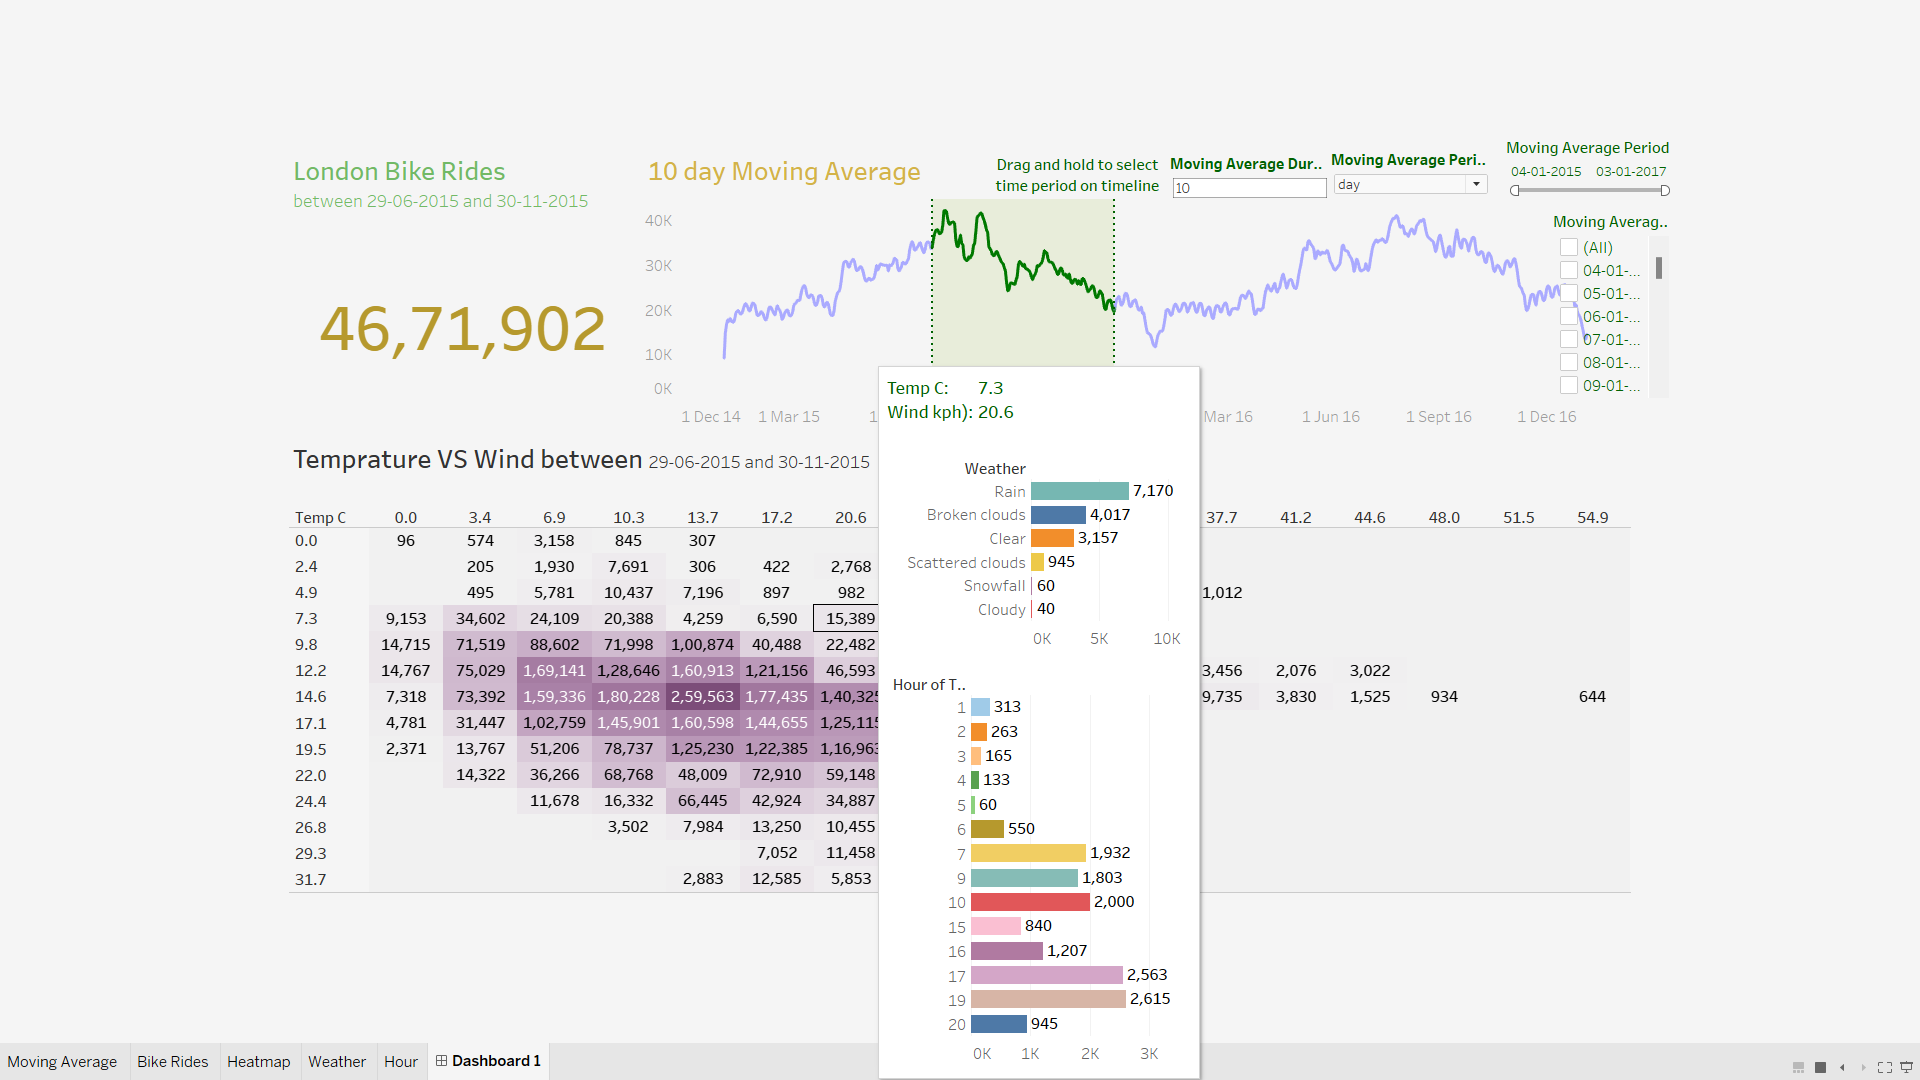 London Bike Rides
between 29-06-2015 and 30-11-2015
46,71,902
10 day Moving Average
Drag and hold to select
time period on timeline
Moving Average Dur..
10
Moving Average Peri..
day
Moving Average Period
04-01-2015 03-01-2017
Moving Averag..
(All)
04-01-...
05-01-...
06-01-...
07-01-...
08-01-...
09-01-...
40K
30K
20K
10K
0K
1 Dec 14 1 Mar 15 1 Mar 16 1 Jun 16 1 Sept 16 1 Dec 16
Temprature VS Wind between 29-06-2015 and 30-11-2015
Temp C 0.0 3.4 6.9 10.3 13.7 17.2 20.6 37.7 41.2 44.6 48.0 51.5 54.9
0.0 96 574 3,158 845 307
2.4 205 1,930 7,691 306 422 2,768
4.9 495 5,781 10,437 7,196 897 982 1,012
7.3 9,153 34,602 24,109 20,388 4,259 6,590 15,389
9.8 14,715 71,519 88,602 71,998 1,00,874 40,488 22,482
12.2 14,767 75,029 1,69,141 1,28,646 1,60,913 1,21,156 46,593 3,456 2,076 3,022
14.6 7,318 73,392 1,59,336 1,80,228 2,59,563 1,77,435 1,40,325 9,735 3,830 1,525 934 644
17.1 4,781 31,447 1,02,759 1,45,901 1,60,598 1,44,655 1,25,115
19.5 2,371 13,767 51,206 78,737 1,25,230 1,22,385 1,16,963
22.0 14,322 36,266 68,768 48,009 72,910 59,148
24.4 11,678 16,332 66,445 42,924 34,887
26.8 3,502 7,984 13,250 10,455
29.3 7,052 11,458
31.7 2,883 12,585 5,853
Temp C: 7.3
Wind kph): 20.6
Weather
Rain 7,170
Broken clouds 4,017
Clear 3,157
Scattered clouds 945
Snowfall 60
Cloudy 40
0K 5K 10K
Hour of T..
1 313
2 263
3 165
4 133
5 60
6 550
7 1,932
9 1,803
10 2,000
15 840
16 1,207
17 2,563
19 2,615
20 945
0K 1K 2K 3K
Moving Average Bike Rides Heatmap Weather Hour Dashboard 1